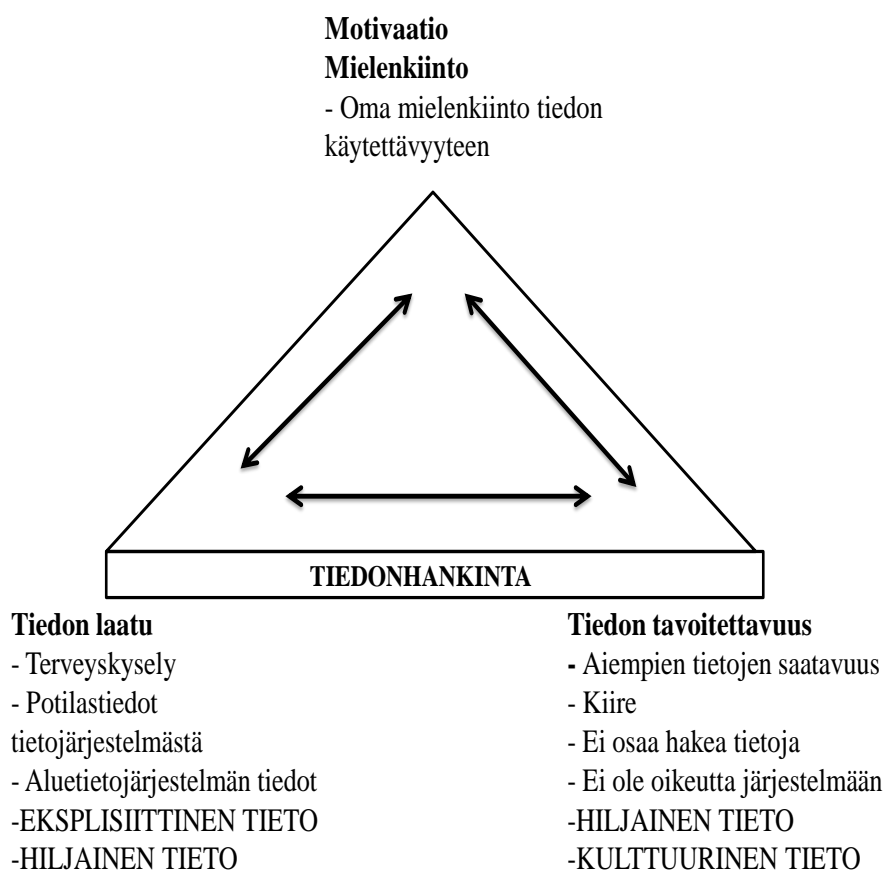 Motivaatio
Mielenkiinto
- Oma mielenkiinto tiedon
käytettävyyteen
TIEDONHANKINTA
Tiedon laatu
- Terveyskysely
- Potilastiedot
tietojärjestelmästä
- Aluetietojärjestelmän tiedot
-EKSPLISIITTINEN TIETO
-HILJAINEN TIETO
Tiedon tavoitettavuus
- Aiempien tietojen saatavuus
- Kiire
- Ei osaa hakea tietoja
- Ei ole oikeutta järjestelmään
-HILJAINEN TIETO
-KULTTUURINEN TIETO